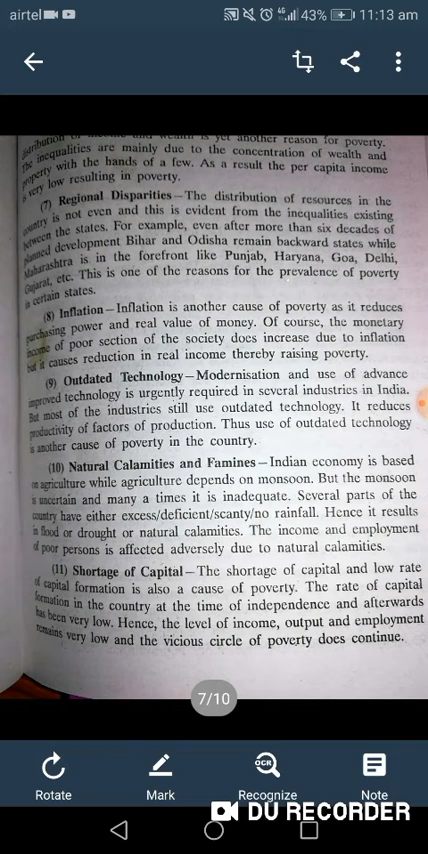 airtel 4G 43% 11:13 am
distribution of income and wealth is yet another reason for poverty.
The inequalities are mainly due to the concentration of wealth and
property with the hands of a few. As a result the per capita income
is very low resulting in poverty.
(7) Regional Disparities–The distribution of resources in the
country is not even and this is evident from the inequalities existing
between the states. For example, even after more than six decades of
planned development Bihar and Odisha remain backward states while
Maharashtra is in the forefront like Punjab, Haryana, Goa, Delhi,
Gujarat, etc. This is one of the reasons for the prevalence of poverty
in certain states.
(8) Inflation–Inflation is another cause of poverty as it reduces
purchasing power and real value of money. Of course, the monetary
income of poor section of the society does increase due to inflation
but it causes reduction in real income thereby raising poverty.
(9) Outdated Technology–Modernisation and use of advance
improved technology is urgently required in several industries in India.
But most of the industries still use outdated technology. It reduces
productivity of factors of production. Thus use of outdated technology
is another cause of poverty in the country.
(10) Natural Calamities and Famines–Indian economy is based
on agriculture while agriculture depends on monsoon. But the monsoon
is uncertain and many a times it is inadequate. Several parts of the
country have either excess/deficient/scanty/no rainfall. Hence it results
in flood or drought or natural calamities. The income and employment
of poor persons is affected adversely due to natural calamities.
(11) Shortage of Capital–The shortage of capital and low rate
of capital formation is also a cause of poverty. The rate of capital
formation in the country at the time of independence and afterwards
has been very low. Hence, the level of income, output and employment
remains very low and the vicious circle of poverty does continue.
7/10
OCR
Rotate Mark Recognize Note
DU RECORDER